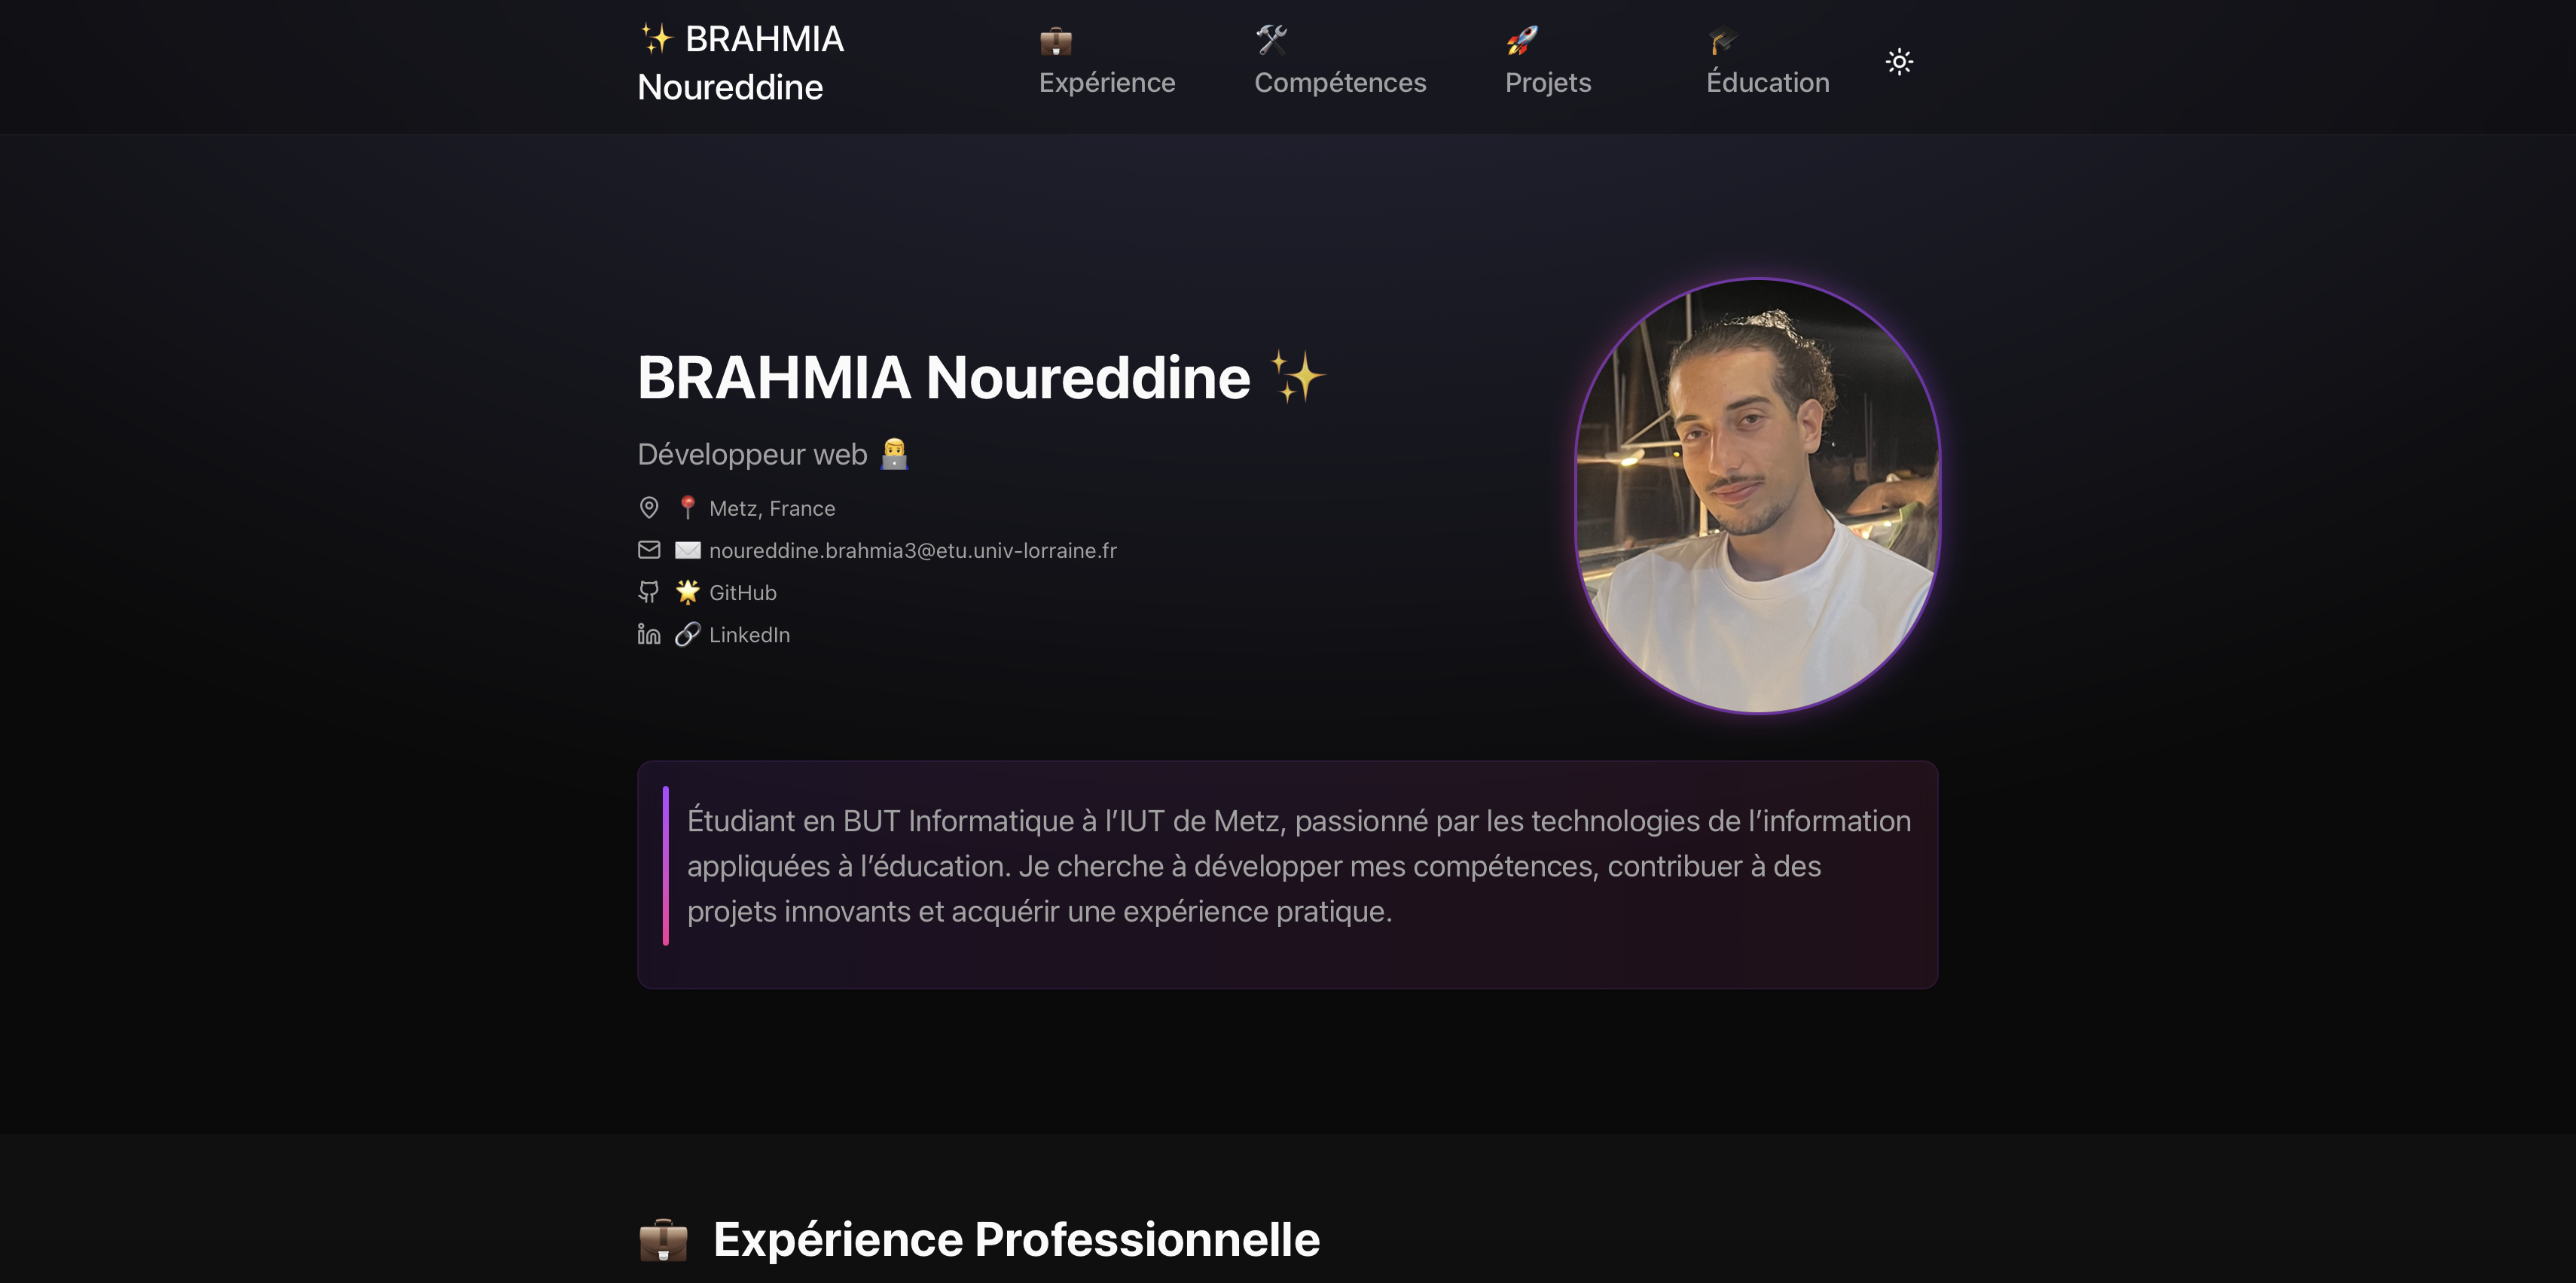 ✨ BRAHMIA
Noureddine
💼
Expérience
🛠️
Compétences
🚀
Projets
🎓
Éducation
BRAHMIA Noureddine ✨
Développeur web 👨‍💻
📍 Metz, France
✉️ noureddine.brahmia3@etu.univ-lorraine.fr
🌟 GitHub
🔗 LinkedIn
Étudiant en BUT Informatique à l’IUT de Metz, passionné par les technologies de l’information
appliquées à l’éducation. Je cherche à développer mes compétences, contribuer à des
projets innovants et acquérir une expérience pratique.
💼 Expérience Professionnelle